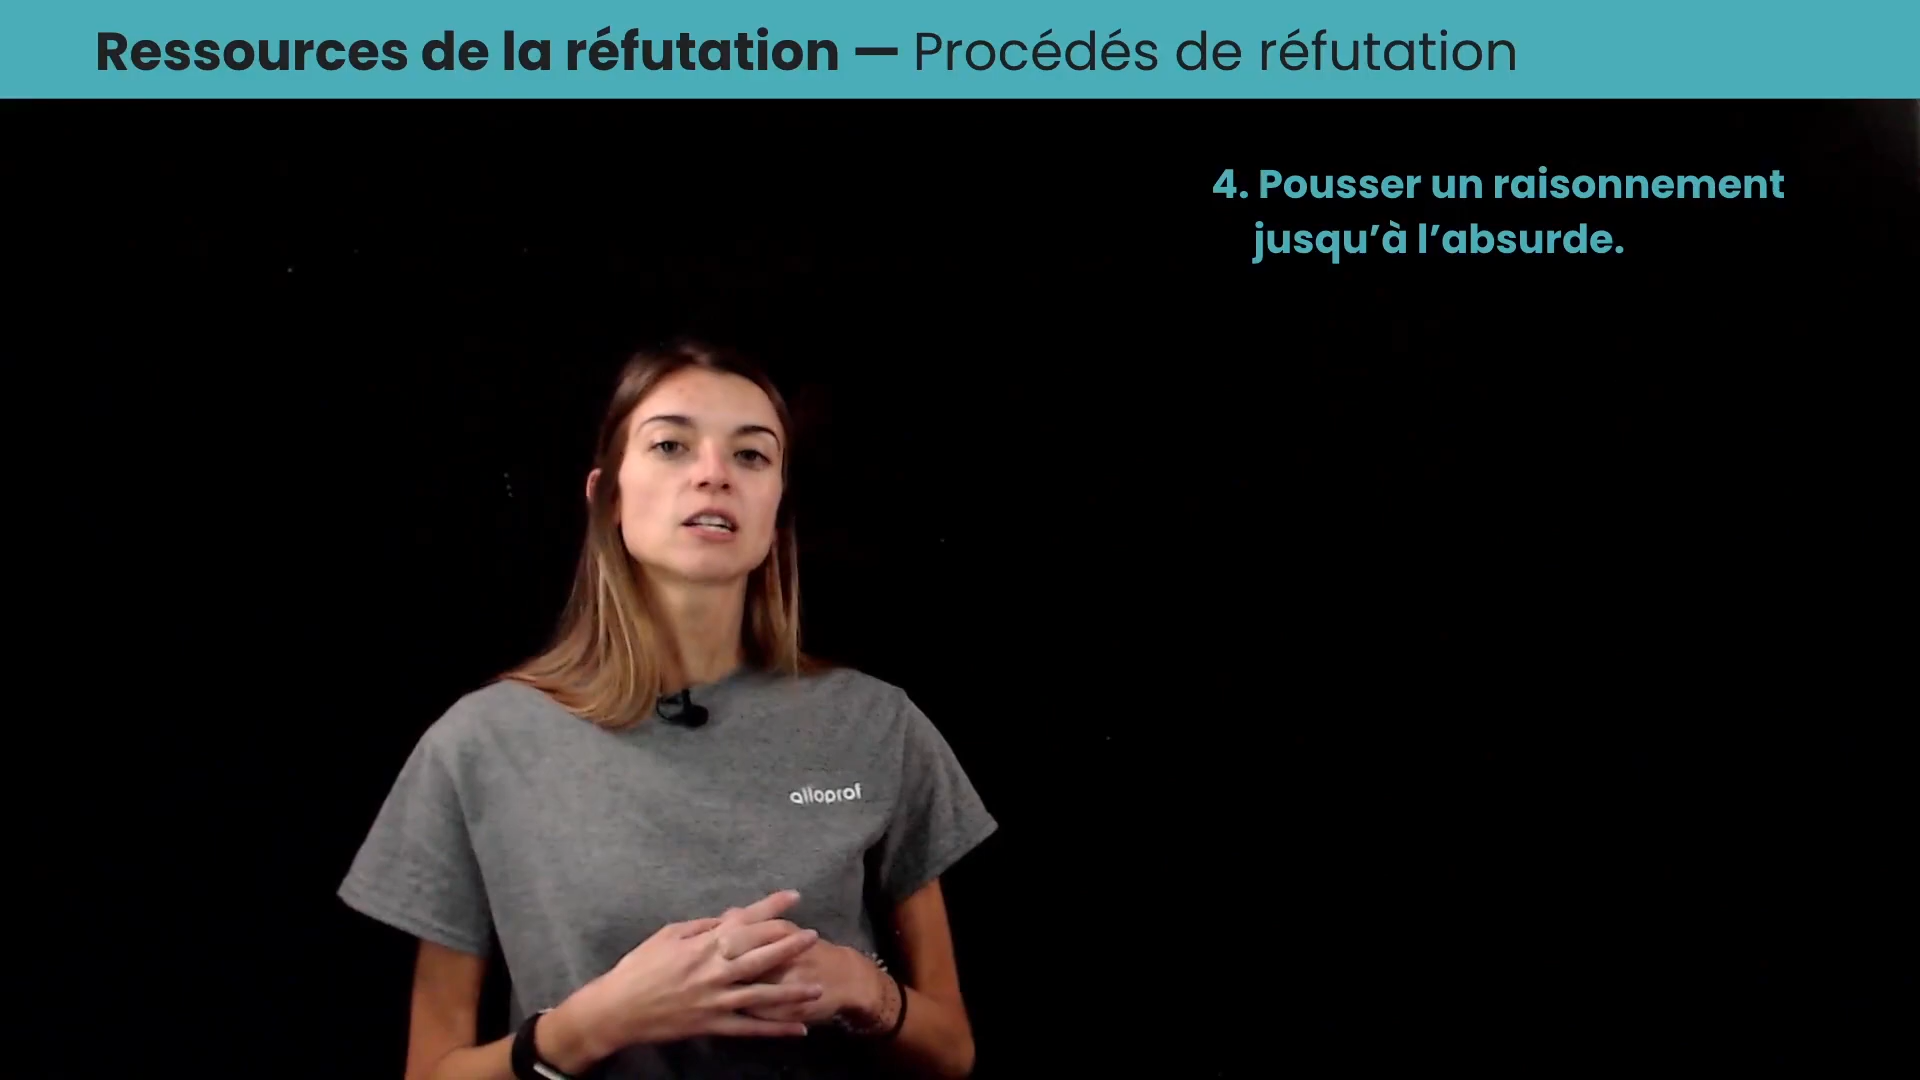 Ressources de la réfutation — Procédés de réfutation
4. Pousser un raisonnement
jusqu’à l’absurde.
alloprof